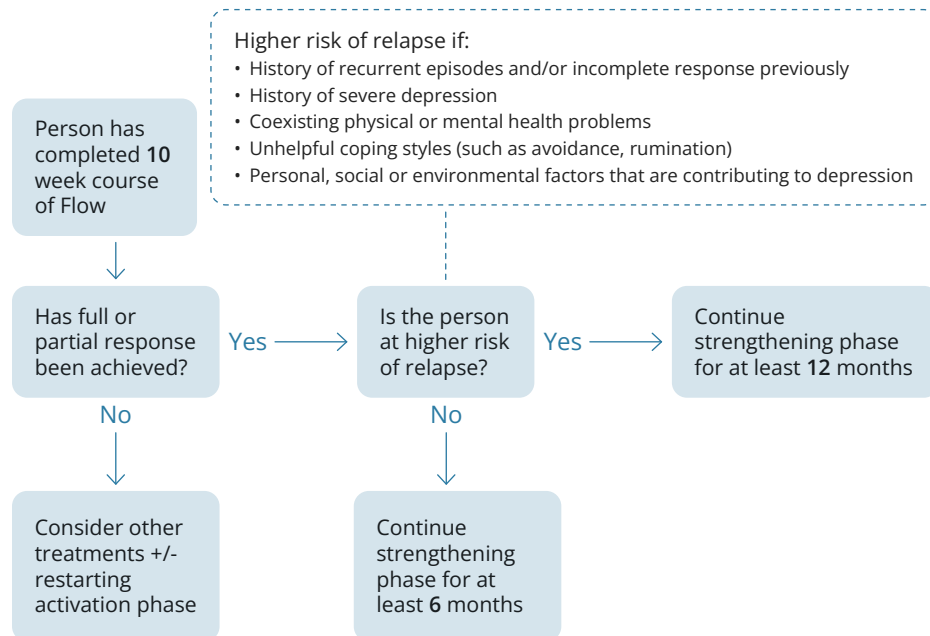 Higher risk of relapse if:
• History of recurrent episodes and/or incomplete response previously
• History of severe depression
• Coexisting physical or mental health problems
• Unhelpful coping styles (such as avoidance, rumination)
• Personal, social or environmental factors that are contributing to depression
Person has
completed 10
week course
of Flow
Has full or
partial response
been achieved?
Yes
Is the person
at higher risk
of relapse?
Yes
Continue
strengthening phase
for at least 12 months
No
No
Consider other
treatments +/-
restarting
activation phase
Continue
strengthening
phase for at
least 6 months